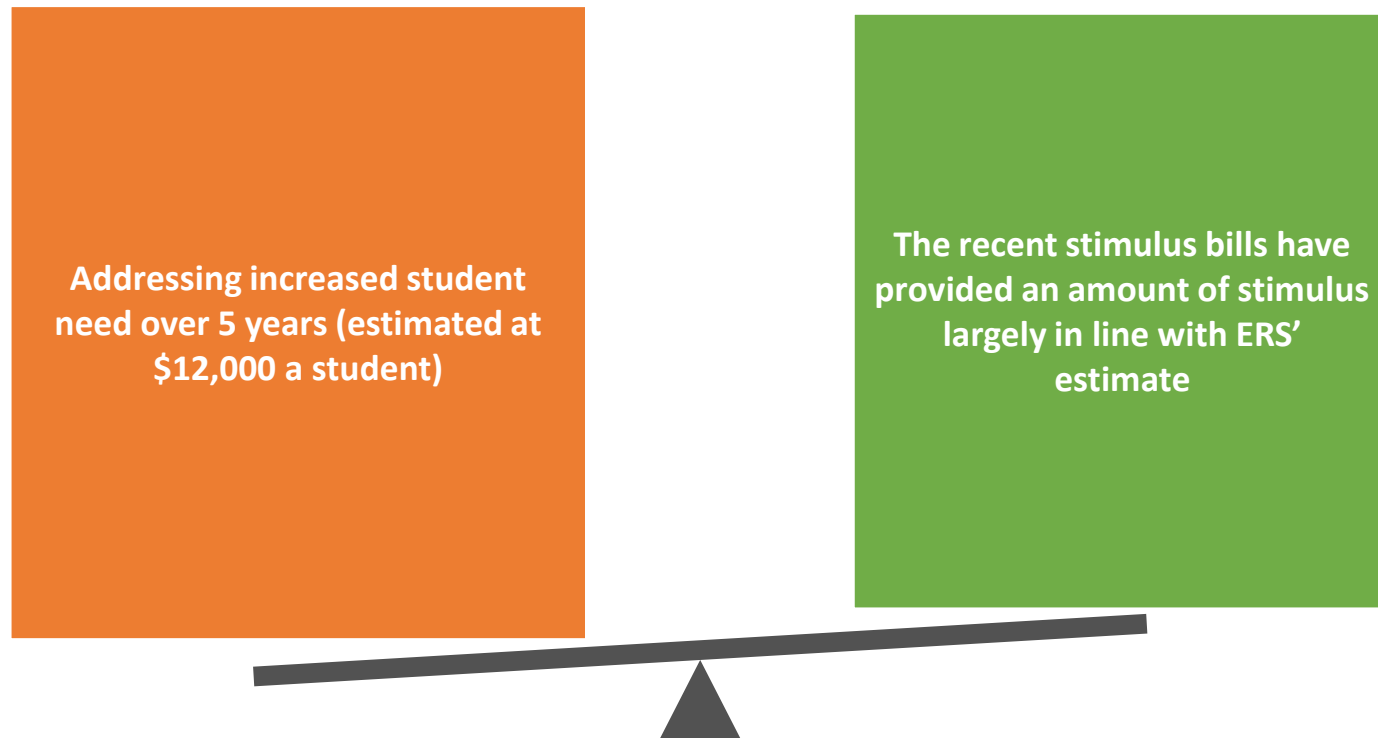 Addressing increased student
need over 5 years (estimated at
$12,000 a student)
The recent stimulus bills have
provided an amount of stimulus
largely in line with ERS’
estimate